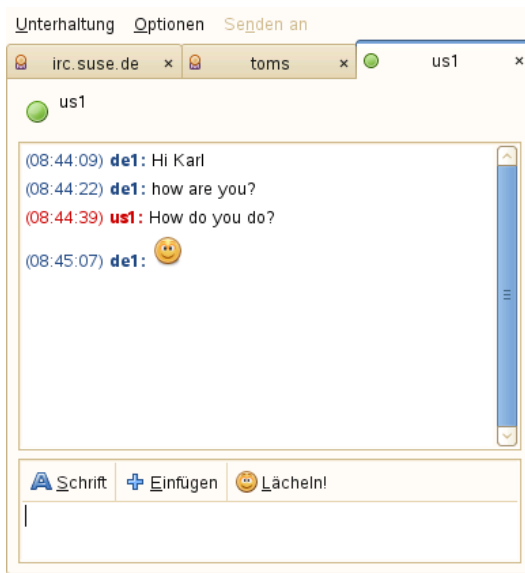 Unterhaltung Optionen Senden an
irc.suse.de × toms × us1 ×
us1
(08:44:09) de1: Hi Karl
(08:44:22) de1: how are you?
(08:44:39) us1: How do you do?
(08:45:07) de1:
Schrift Einfügen Lächeln!